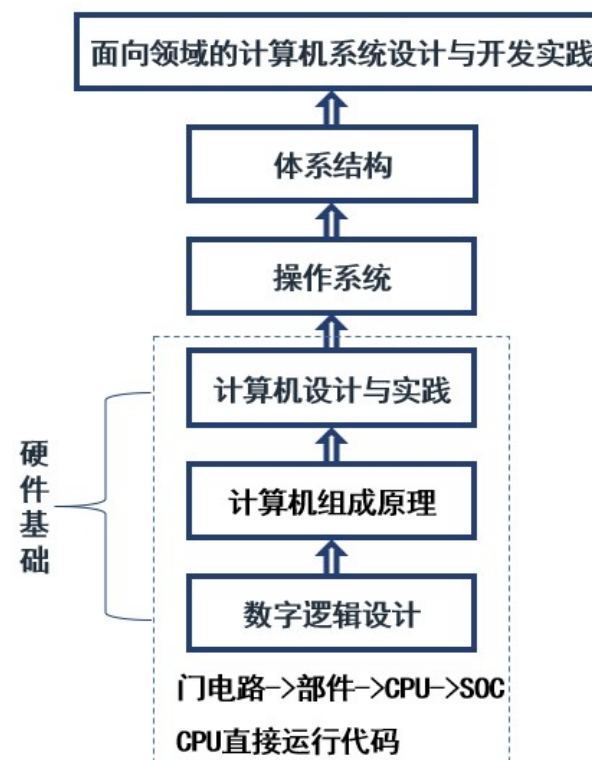 面向领域的计算机系统设计与开发实践
体系结构
操作系统
计算机设计与实践
硬件基础
计算机组成原理
数字逻辑设计
门电路->部件->CPU->SOC
CPU直接运行代码